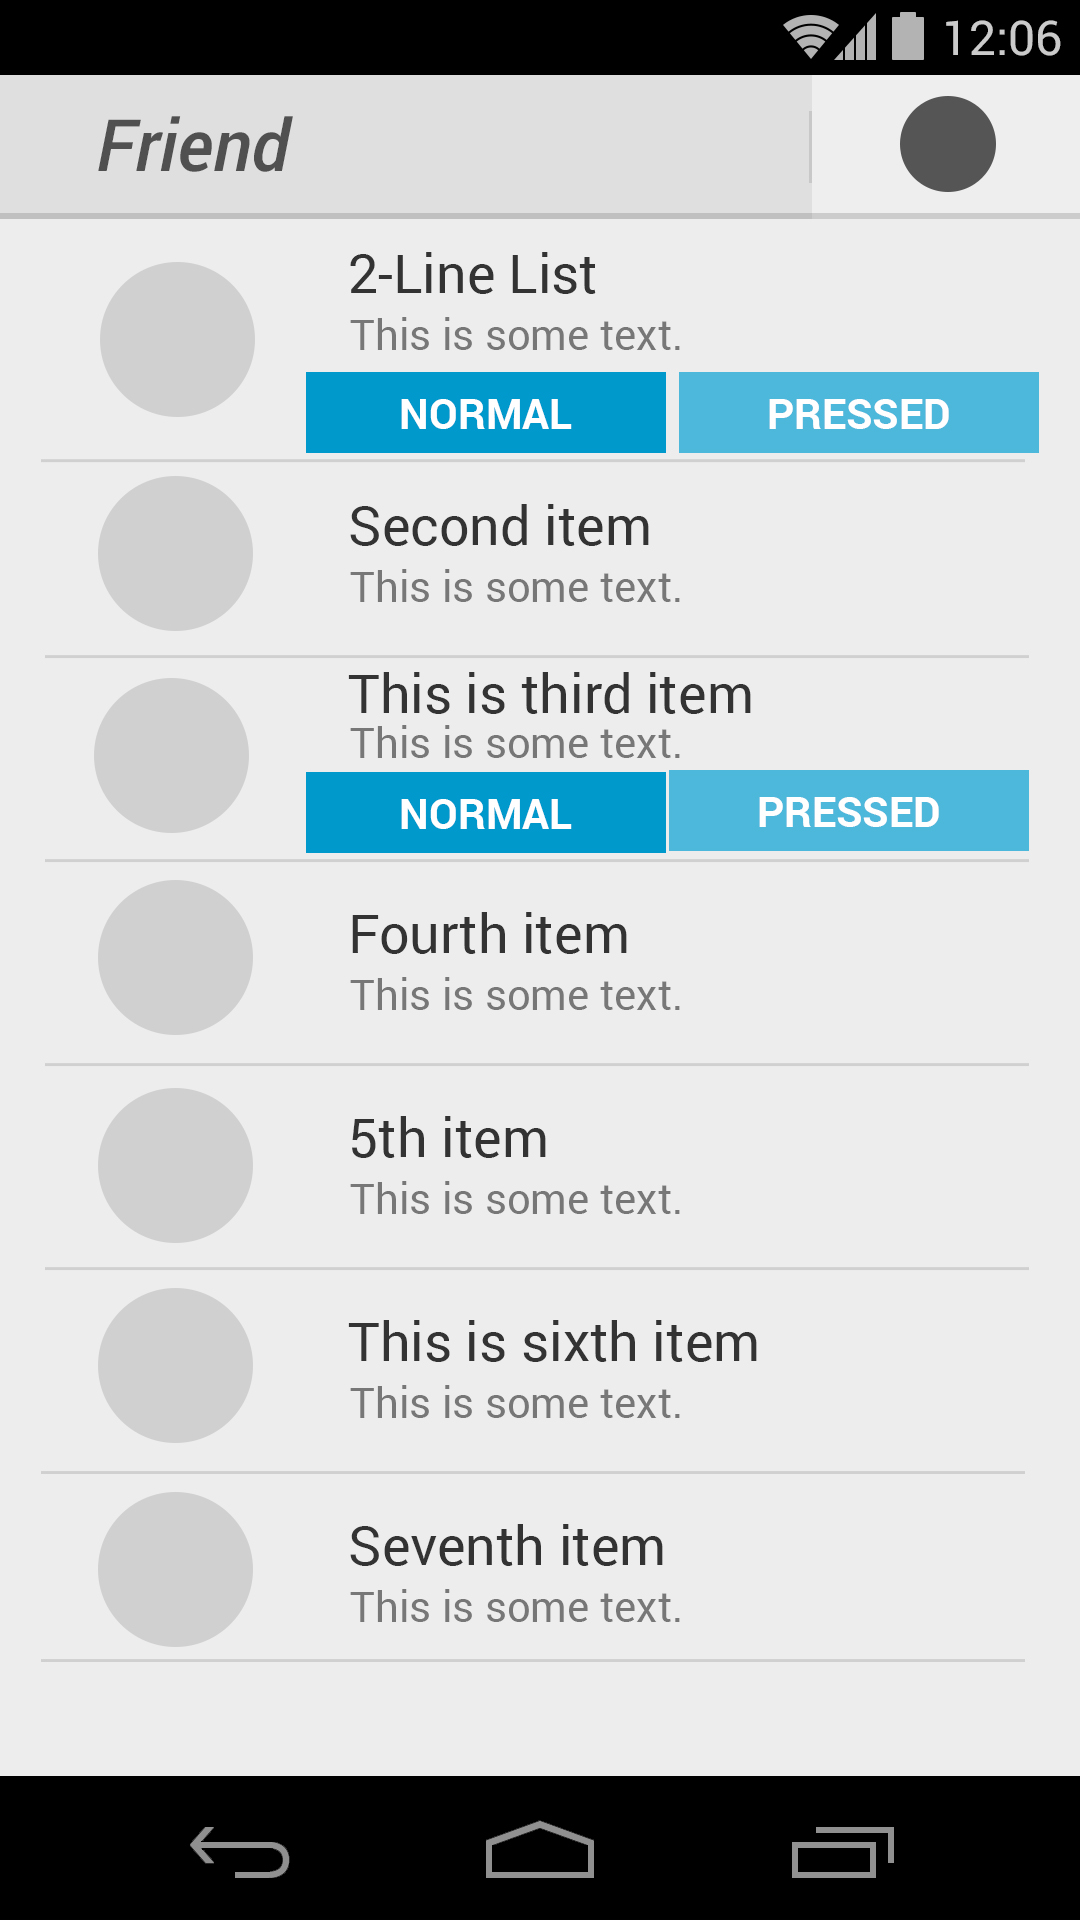 12:06
Friend
2-Line List
This is some text.
NORMAL PRESSED
Second item
This is some text.
This is third item
This is some text.
NORMAL PRESSED
Fourth item
This is some text.
5th item
This is some text.
This is sixth item
This is some text.
Seventh item
This is some text.